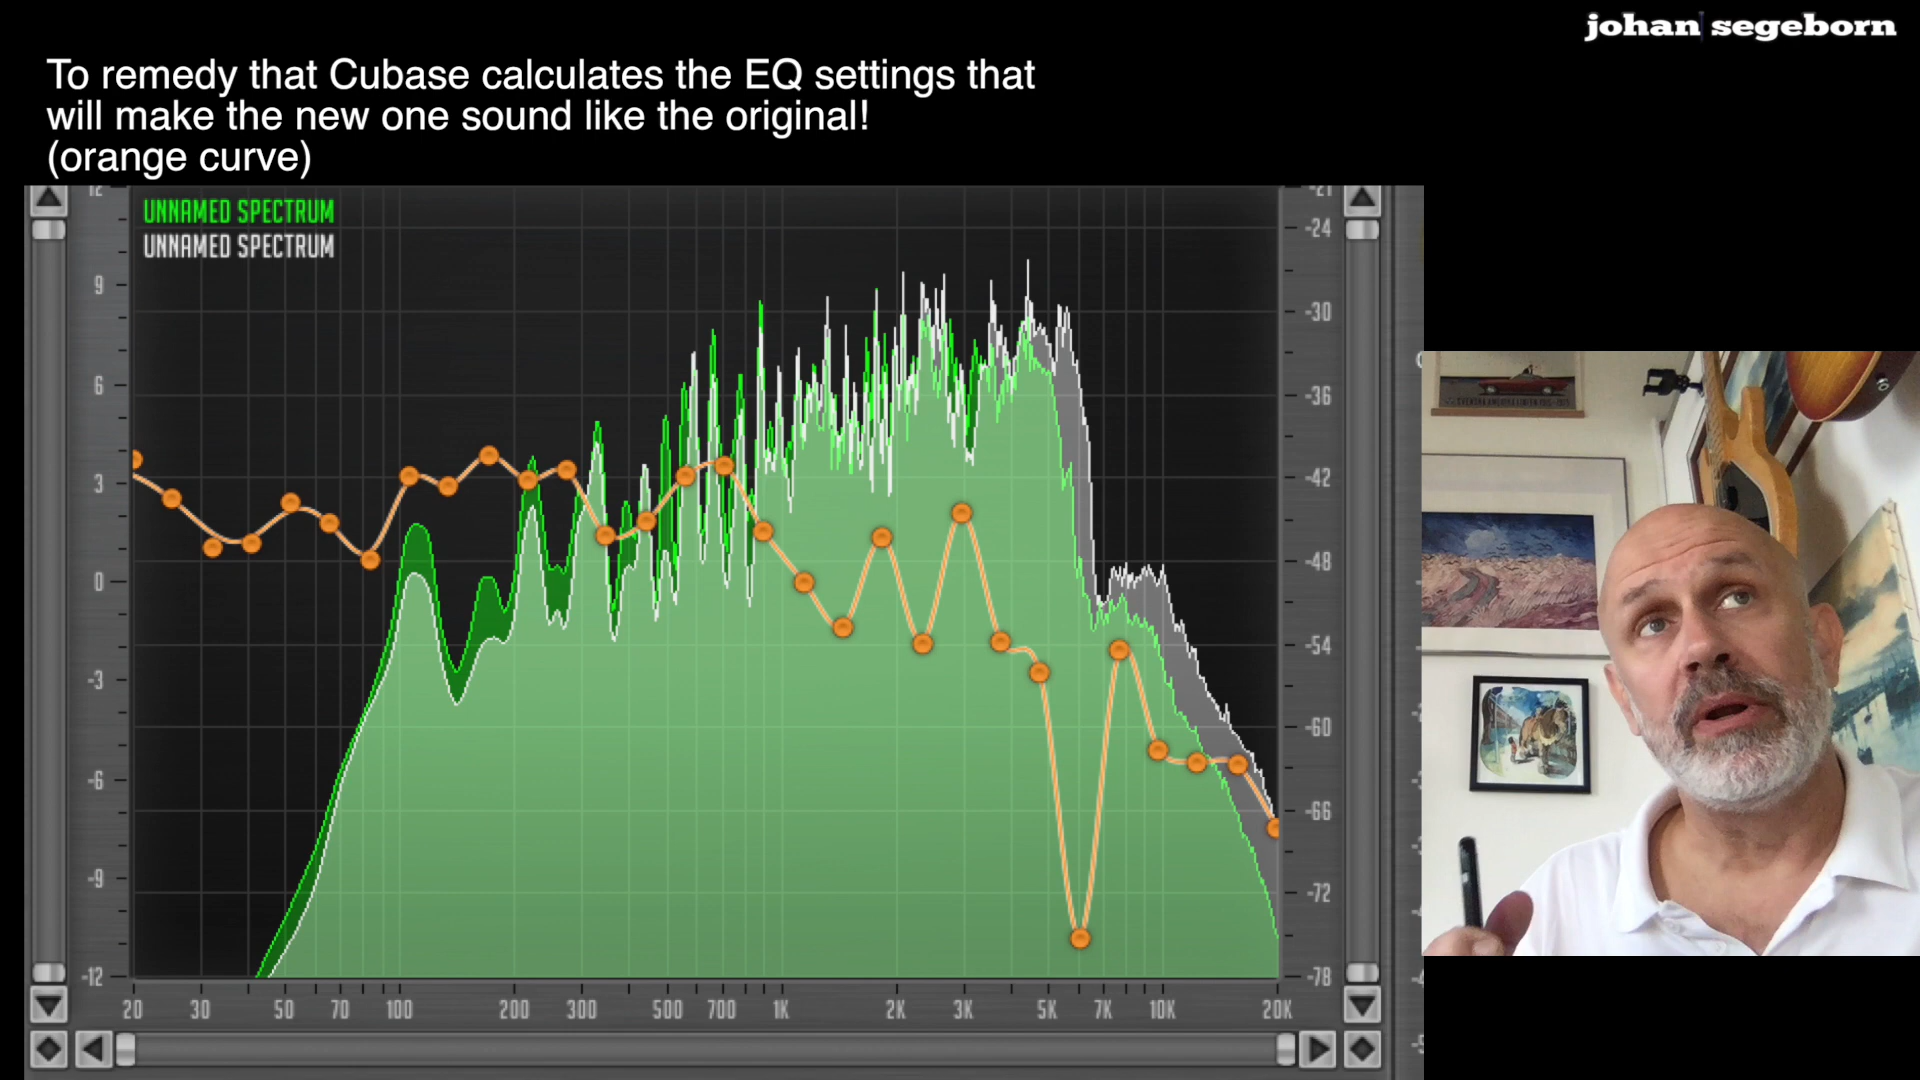 johan segeborn
To remedy that Cubase calculates the EQ settings that
will make the new one sound like the original!
(orange curve)
UNNAMED SPECTRUM
UNNAMED SPECTRUM
12
9
6
3
0
-3
-6
-9
-12
-21
-24
-30
-36
-42
-48
-54
-60
-66
-72
-78
20 30 50 70 100 200 300 500 700 1K 2K 3K 5K 7K 10K 20K